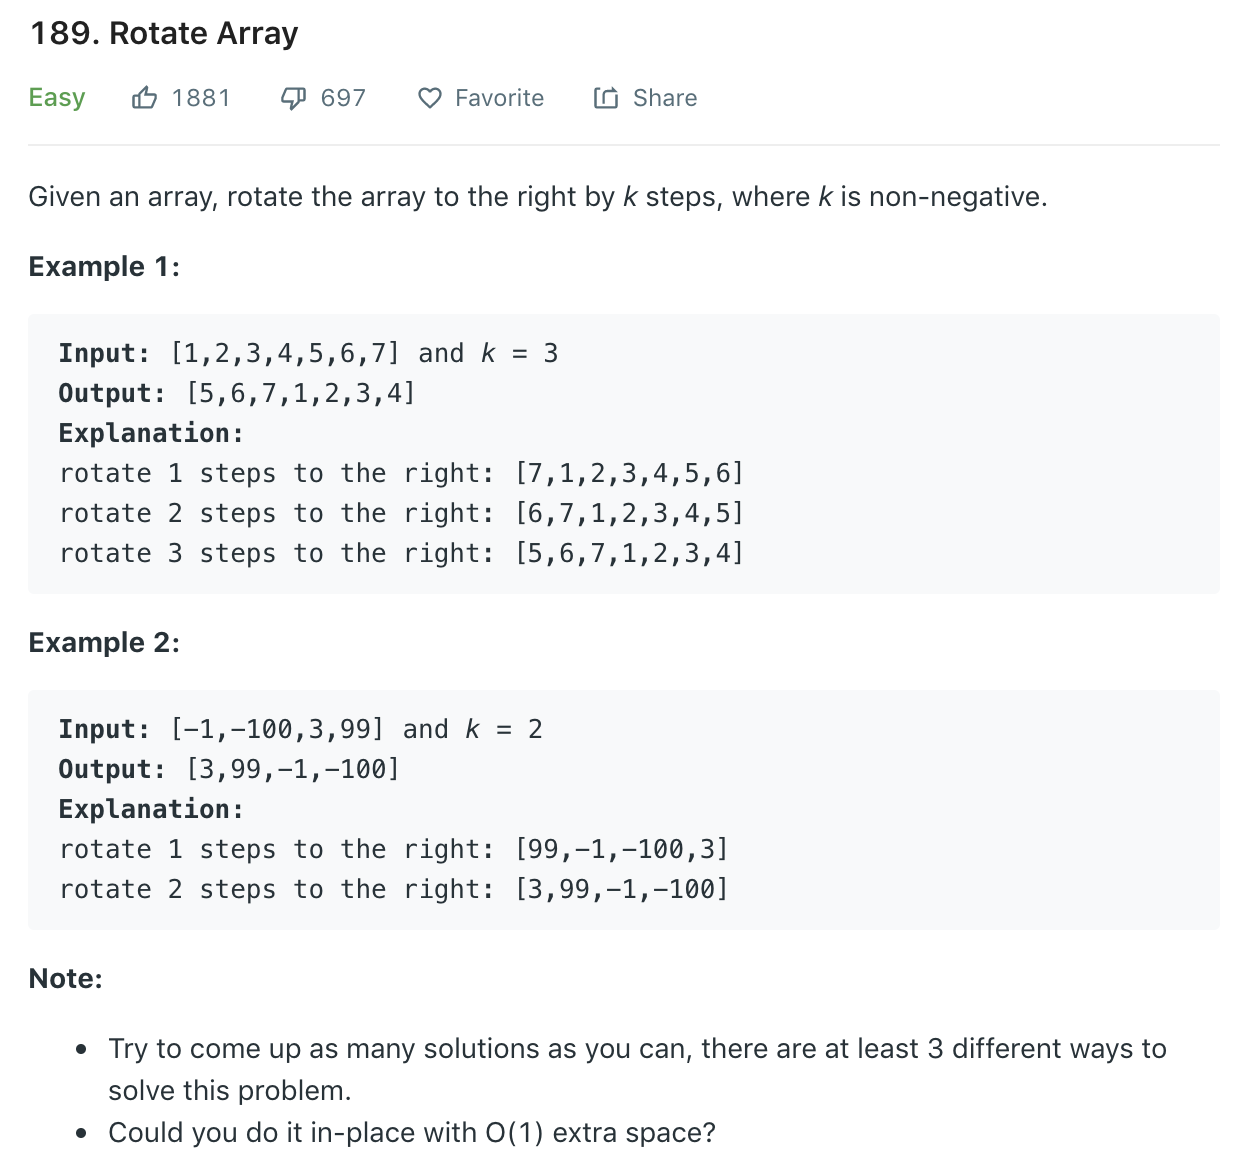 189. Rotate Array
Easy 1881 697 Favorite Share
Given an array, rotate the array to the right by k steps, where k is non-negative.
Example 1:
Input: [1,2,3,4,5,6,7] and k = 3
Output: [5,6,7,1,2,3,4]
Explanation:
rotate 1 steps to the right: [7,1,2,3,4,5,6]
rotate 2 steps to the right: [6,7,1,2,3,4,5]
rotate 3 steps to the right: [5,6,7,1,2,3,4]
Example 2:
Input: [−1,−100,3,99] and k = 2
Output: [3,99,−1,−100]
Explanation:
rotate 1 steps to the right: [99,−1,−100,3]
rotate 2 steps to the right: [3,99,−1,−100]
Note:
• Try to come up as many solutions as you can, there are at least 3 different ways to
solve this problem.
• Could you do it in-place with O(1) extra space?